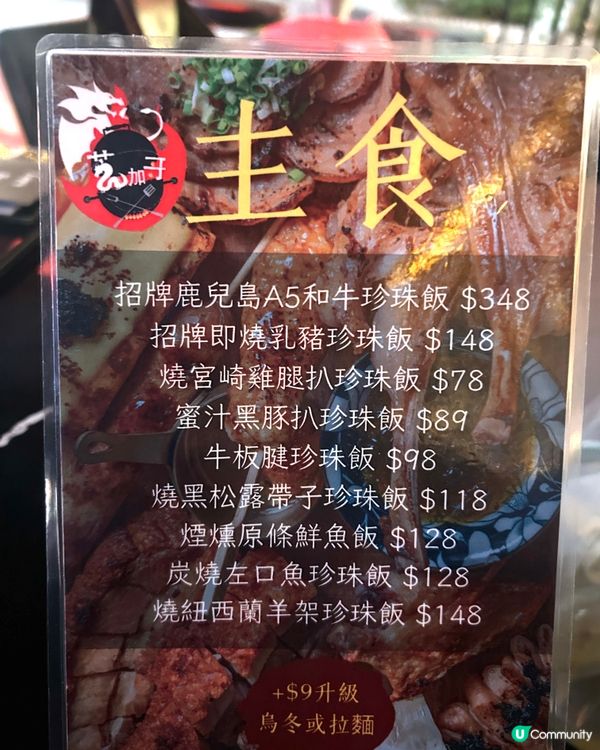 主食
招牌鹿兒島A5和牛珍珠飯 $348
招牌即燒乳豬珍珠飯 $148
燒宮崎雞腿扒珍珠飯 $78
蜜汁黑豚扒珍珠飯 $89
牛板腱珍珠飯 $98
燒黑松露帶子珍珠飯 $118
煙燻原條鮮魚飯 $128
炭燒左口魚珍珠飯 $128
燒紐西蘭羊架珍珠飯 $148
+$9升級
烏冬或拉麵
U Community